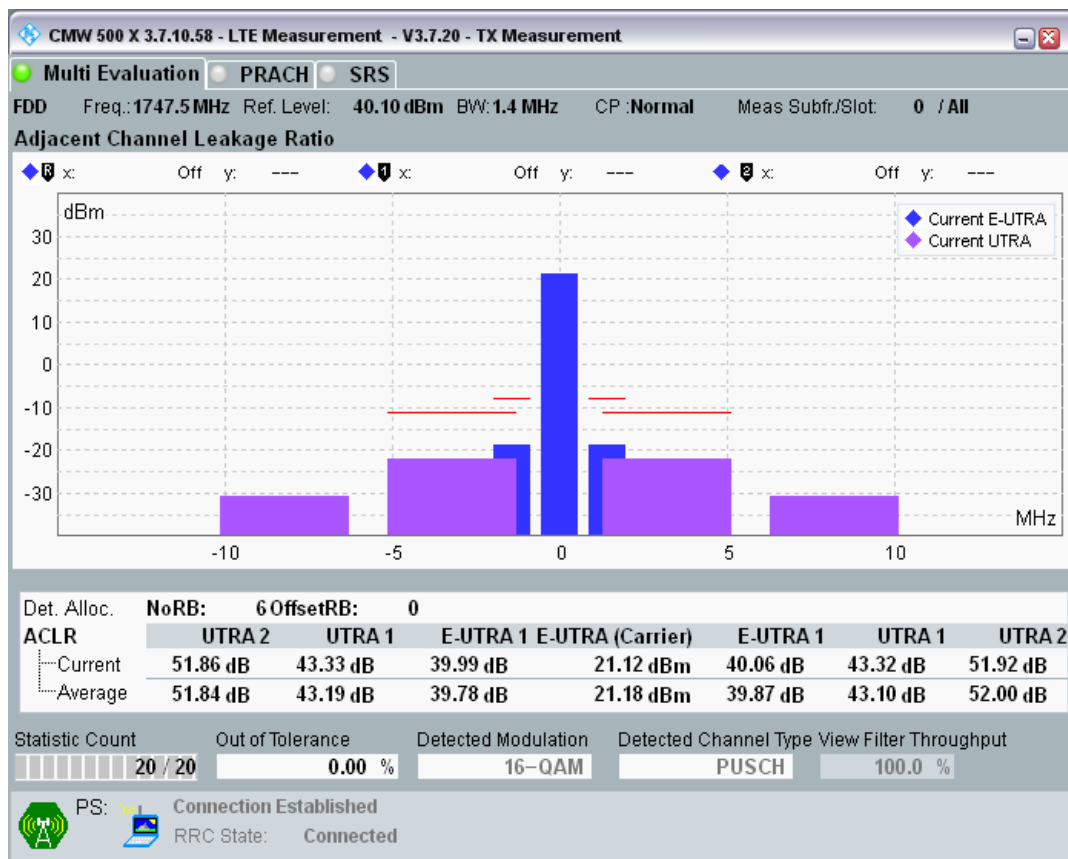 CMW 500 X 3.7.10.58 - LTE Measurement - V3.7.20 - TX Measurement
Multi Evaluation PRACH SRS
FDD Freq.:1747.5 MHz Ref. Level: 40.10 dBm BW:1.4 MHz CP :Normal Meas Subfr./Slot: 0 / All
Adjacent Channel Leakage Ratio
R x: Off y: --- 1 x: Off y: --- 2 x: Off y: ---
dBm
Current E-UTRA
Current UTRA
30
20
10
0
-10
-20
-30
MHz
-10 -5 0 5 10
Det. Alloc. NoRB: 6 OffsetRB: 0
ACLR UTRA 2 UTRA 1 E-UTRA 1 E-UTRA (Carrier) E-UTRA 1 UTRA 1 UTRA 2
Current 51.86 dB 43.33 dB 39.99 dB 21.12 dBm 40.06 dB 43.32 dB 51.92 dB
Average 51.84 dB 43.19 dB 39.78 dB 21.18 dBm 39.87 dB 43.10 dB 52.00 dB
Statistic Count Out of Tolerance Detected Modulation Detected Channel Type View Filter Throughput
20 / 20 0.00 % 16-QAM PUSCH 100.0 %
PS: Connection Established
RRC State: Connected